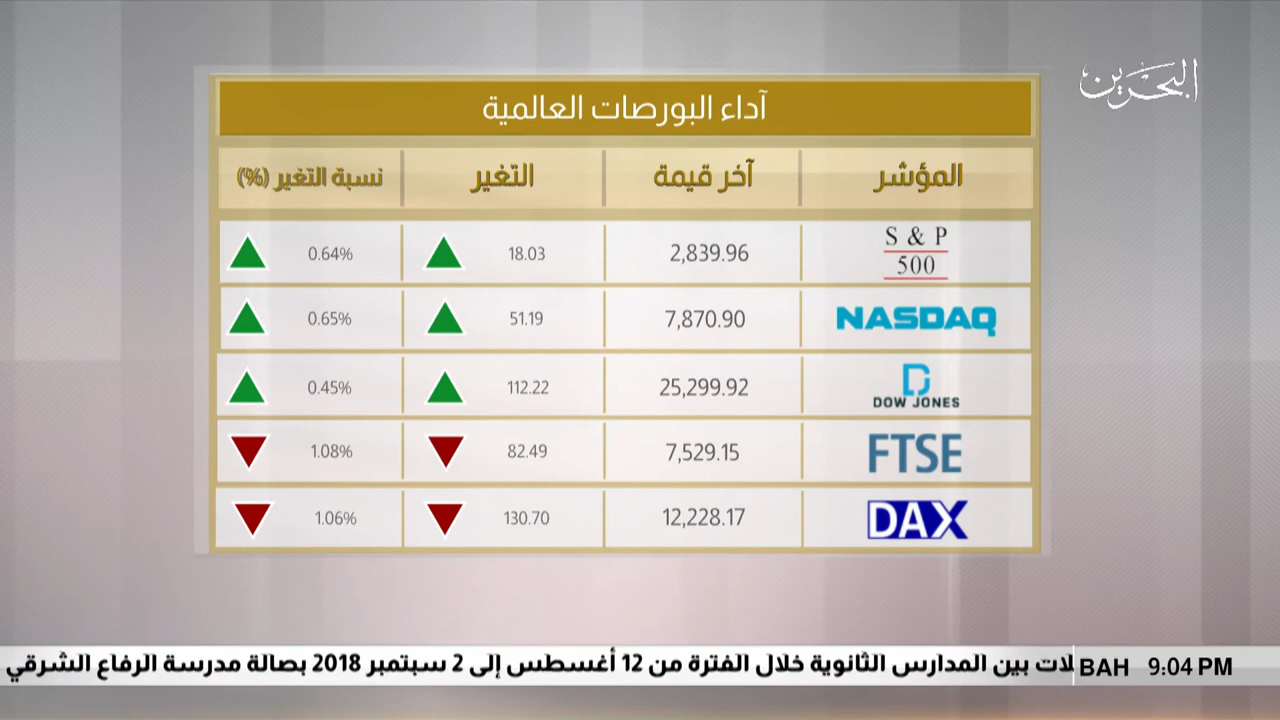 البحرين
آداء البورصات العالمية
المؤشر آخر قيمة التغير نسبة التغير (%)
S & P
500 2,839.96 18.03 0.64%
NASDAQ 7,870.90 51.19 0.65%
DOW JONES 25,299.92 112.22 0.45%
FTSE 7,529.15 82.49 1.08%
DAX 12,228.17 130.70 1.06%
لات بين المدارس الثانوية خلال الفترة من 12 أغسطس إلى 2 سبتمبر 2018 بصالة مدرسة الرفاع الشرقي
BAH 9:04 PM